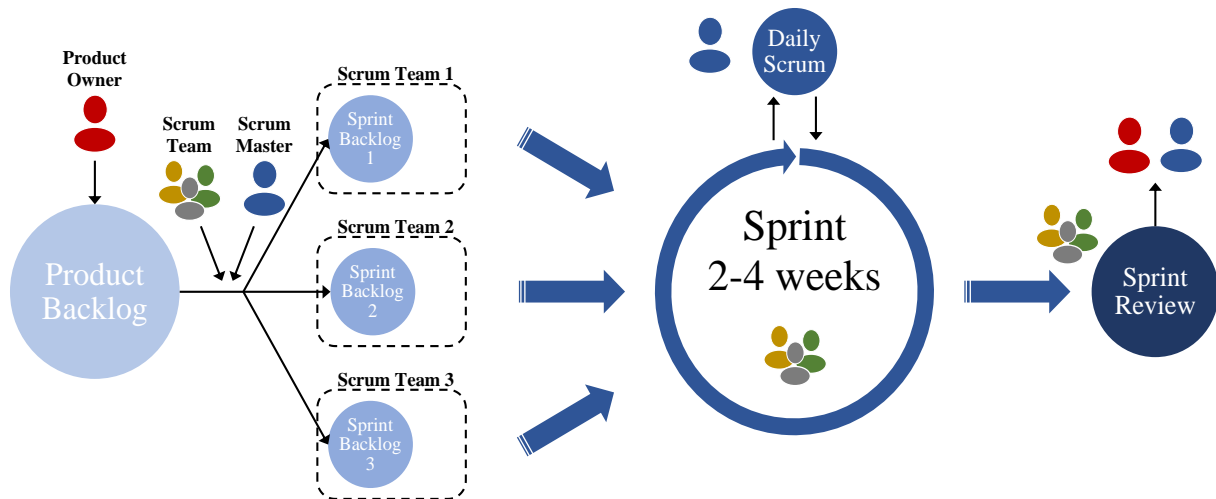 Product
Owner
Scrum
Team
Scrum
Master
Product
Backlog
Scrum Team 1
Sprint
Backlog
1
Scrum Team 2
Sprint
Backlog
2
Scrum Team 3
Sprint
Backlog
3
Daily
Scrum
Sprint
2-4 weeks
Sprint
Review